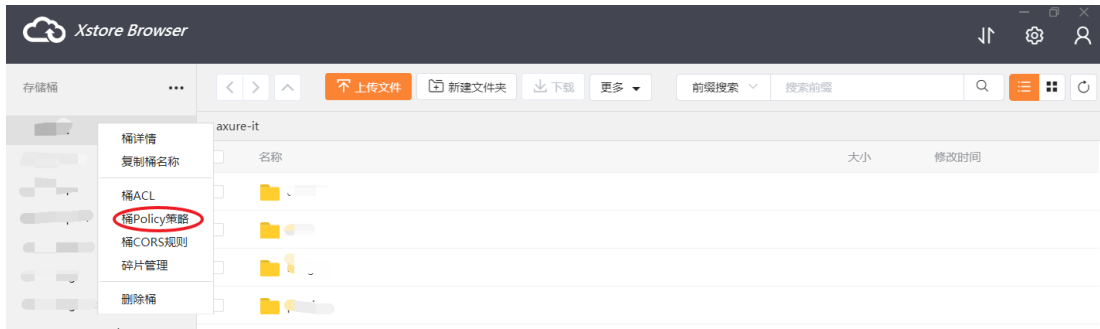 Xstore Browser
存储桶
上传文件
新建文件夹
下载
更多
前缀搜索
搜索前缀
axure-it
名称
大小
修改时间
桶详情
复制桶名称
桶ACL
桶Policy策略
桶CORS规则
碎片管理
删除桶